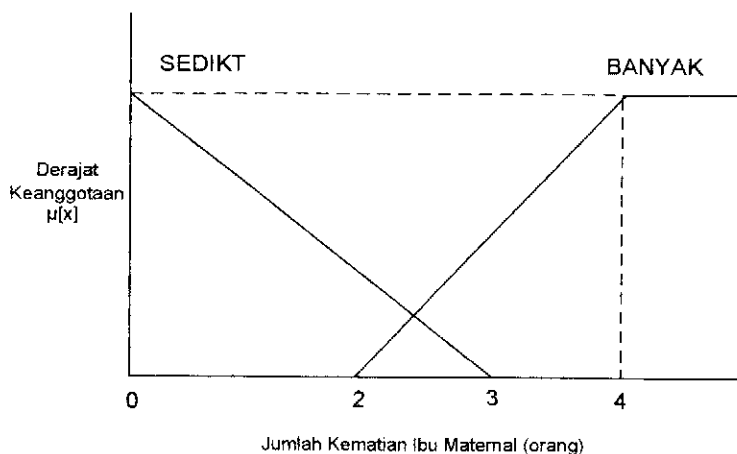 SEDIKT
BANYAK
Derajat
Keanggotaan
μ[x]
0
2
3
4
Jumlah Kematian Ibu Maternal (orang)